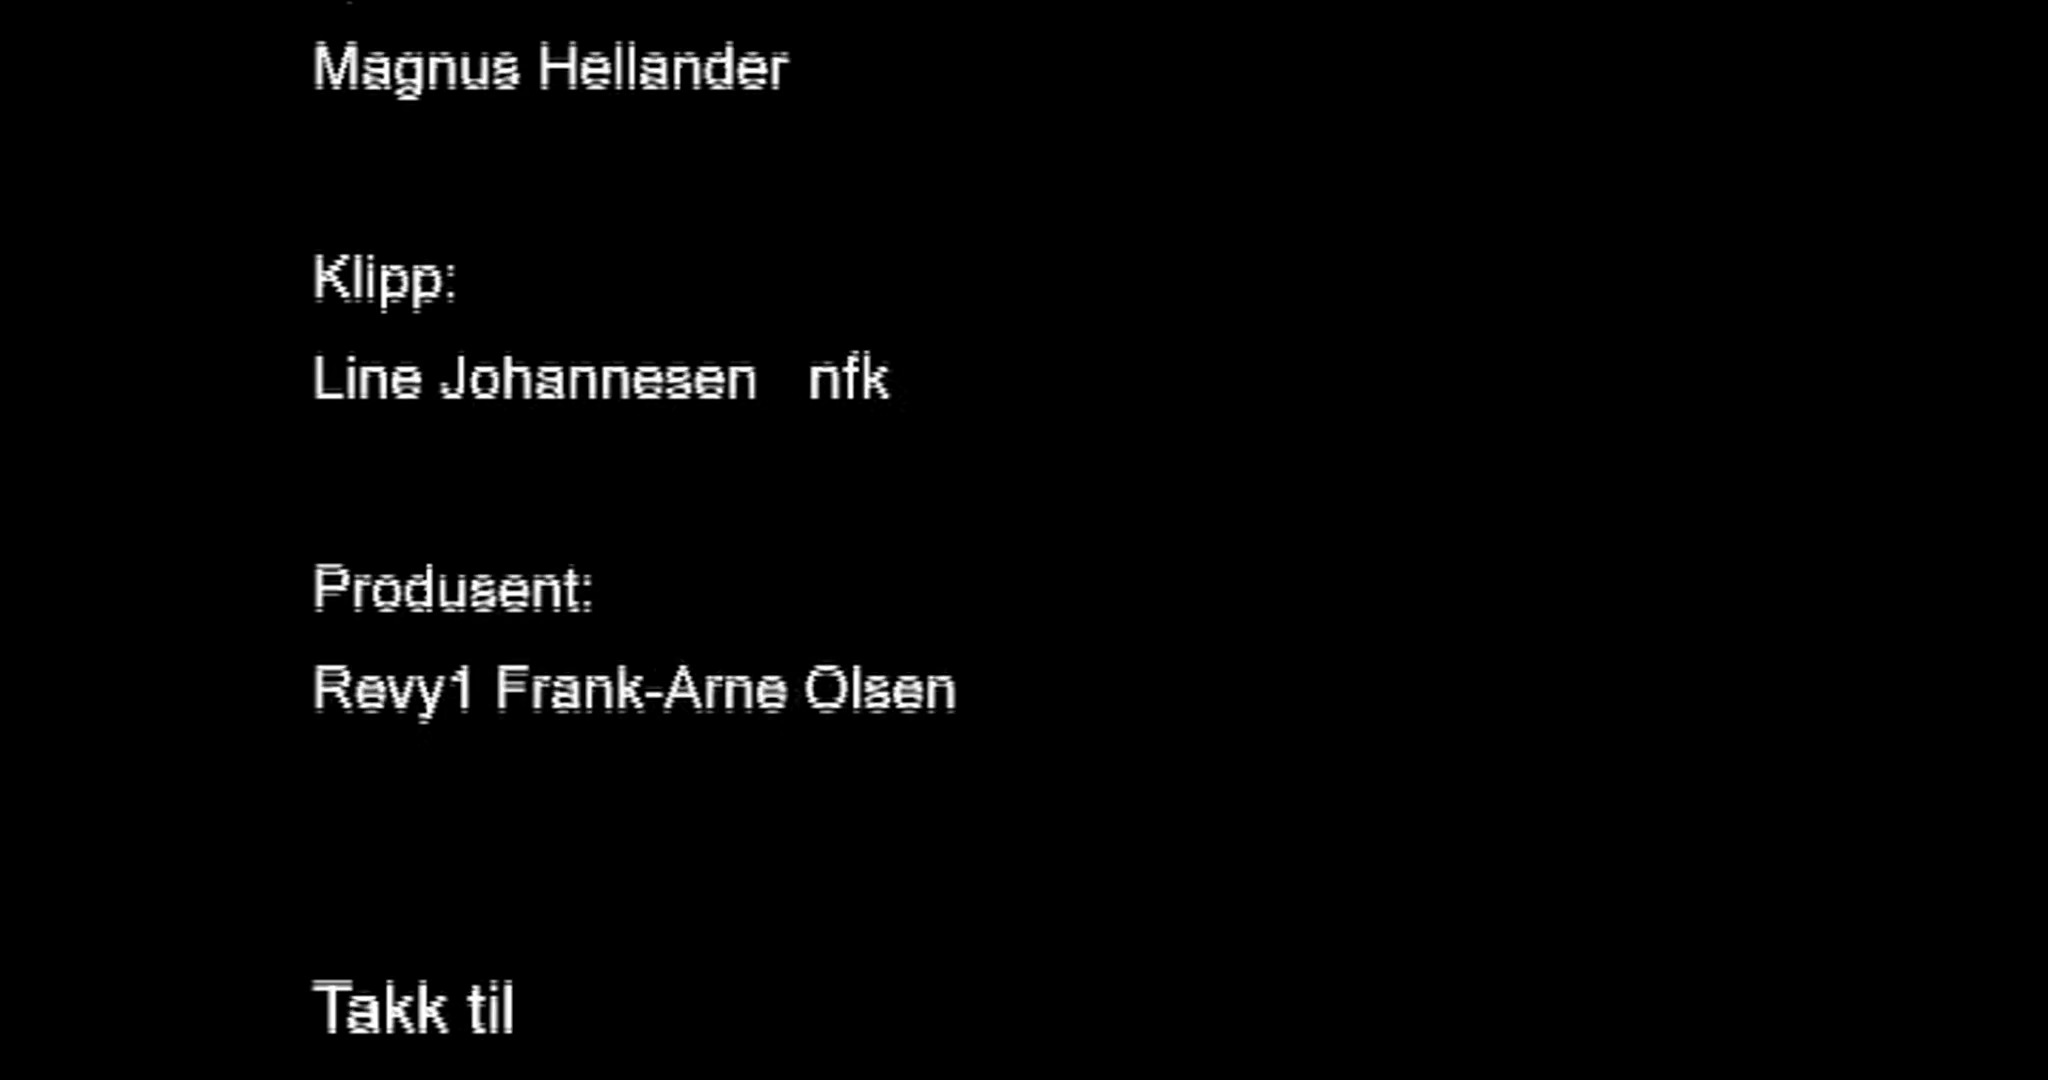 Magnus Hellander
Klipp:
Line Johannesen nfk
Produsent:
Revy1 Frank-Arne Olsen
Takk til